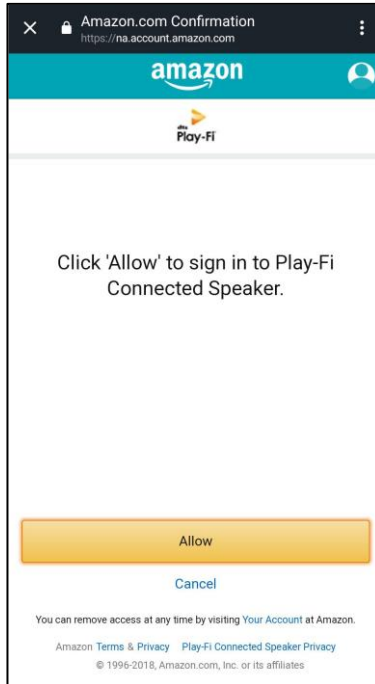 Amazon.com Confirmation
https://na.account.amazon.com
amazon
dts
Play-Fi
Click 'Allow' to sign in to Play-Fi
Connected Speaker.
Allow
Cancel
You can remove access at any time by visiting Your Account at Amazon.
Amazon Terms & Privacy Play-Fi Connected Speaker Privacy
© 1996-2018, Amazon.com, Inc. or its affiliates